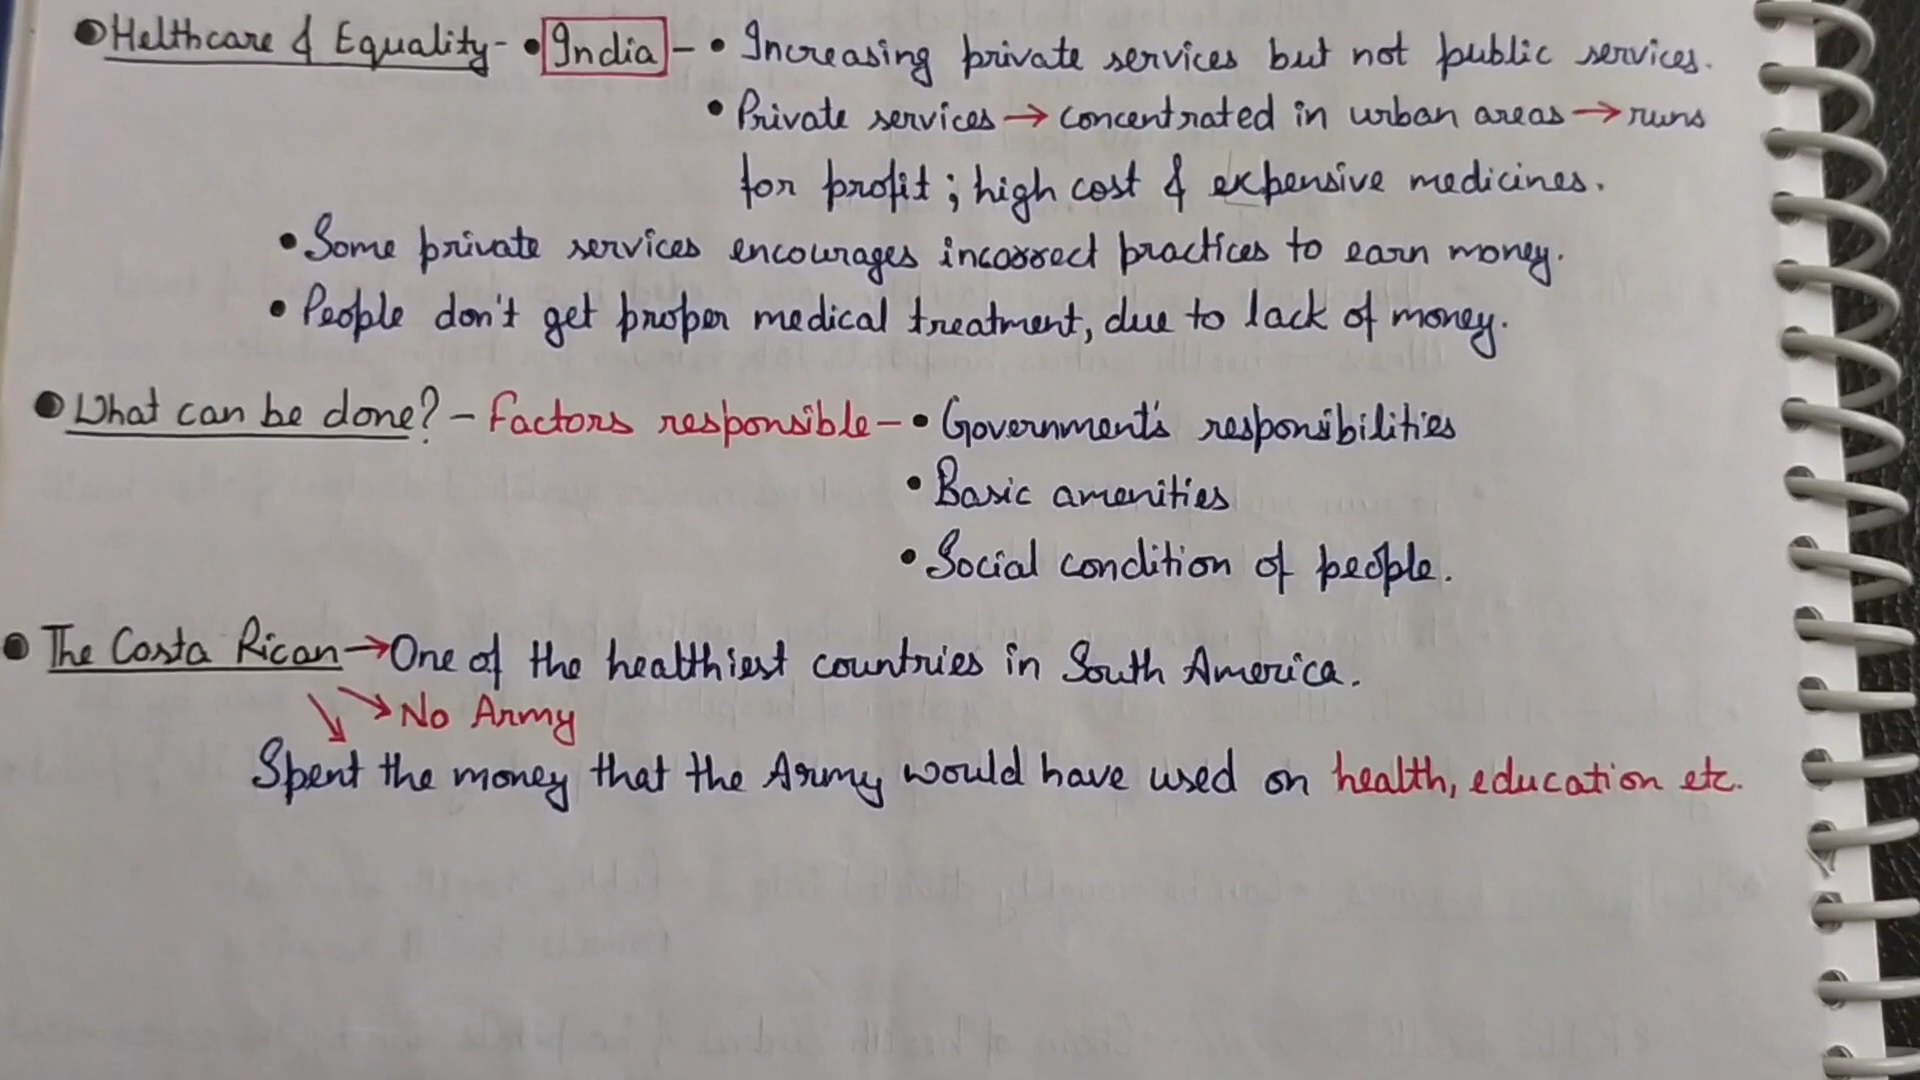 ● Helthcare & Equality - • India - • Increasing private services but not public services.
• Private services → concentrated in urban areas → runs
for profit ; high cost & expensive medicines.
• Some private services encourages incorrect practices to earn money.
• People don't get proper medical treatment, due to lack of money.
● What can be done? - Factors responsible - • Government's responsibilities
• Basic amenities
• Social condition of people.
● The Costa Rican → One of the healthiest countries in South America.
→ No Army
Spent the money that the Army would have used on health, education etc.